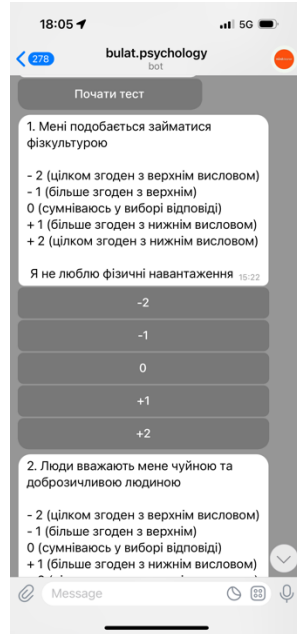 18:05
5G
278
bulat.psychology
bot
Почати тест
1. Мені подобається займатися
фізкультурою
- 2 (цілком згоден з верхнім висловом)
- 1 (більше згоден з верхнім)
0 (сумніваюсь у виборі відповіді)
+ 1 (більше згоден з нижнім висловом)
+ 2 (цілком згоден з нижнім висловом)
Я не люблю фізичні навантаження 15:22
-2
-1
0
+1
+2
2. Люди вважають мене чуйною та
доброзичливою людиною
- 2 (цілком згоден з верхнім висловом)
- 1 (більше згоден з верхнім)
0 (сумніваюсь у виборі відповіді)
+ 1 (більше згоден з нижнім висловом)
Message